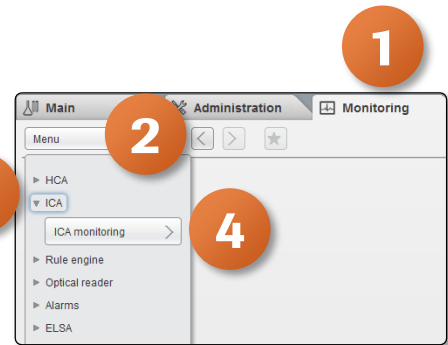 1
Main Administration Monitoring
Menu 2
HCA
ICA
ICA monitoring 4
Rule engine
Optical reader
Alarms
ELSA